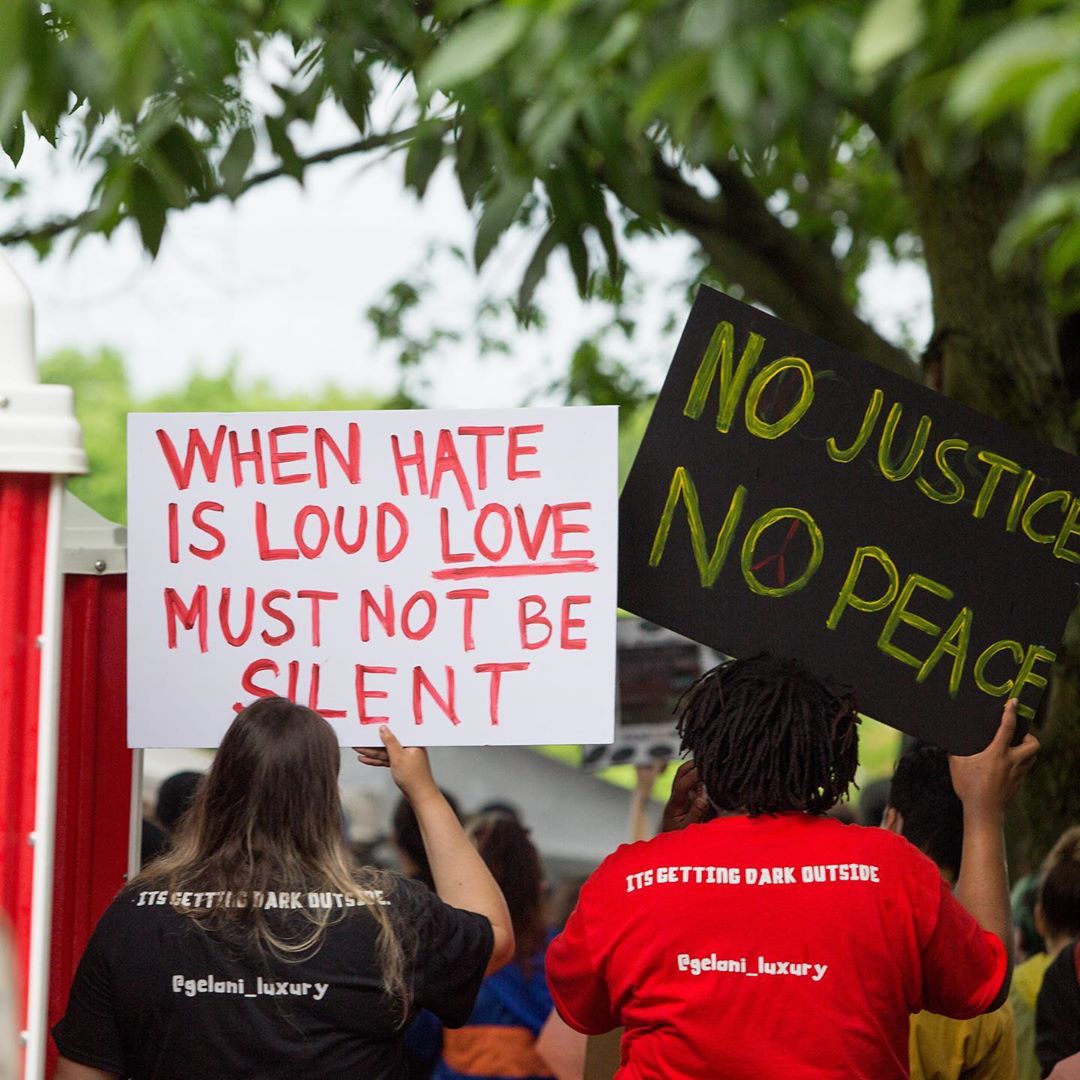 WHEN HATE
IS LOUD LOVE
MUST NOT BE
SILENT
NO JUSTICE
NO PEACE
ITS GETTING DARK OUTSIDE.
@gelani_luxury
ITS GETTING DARK OUTSIDE
@gelani_luxury